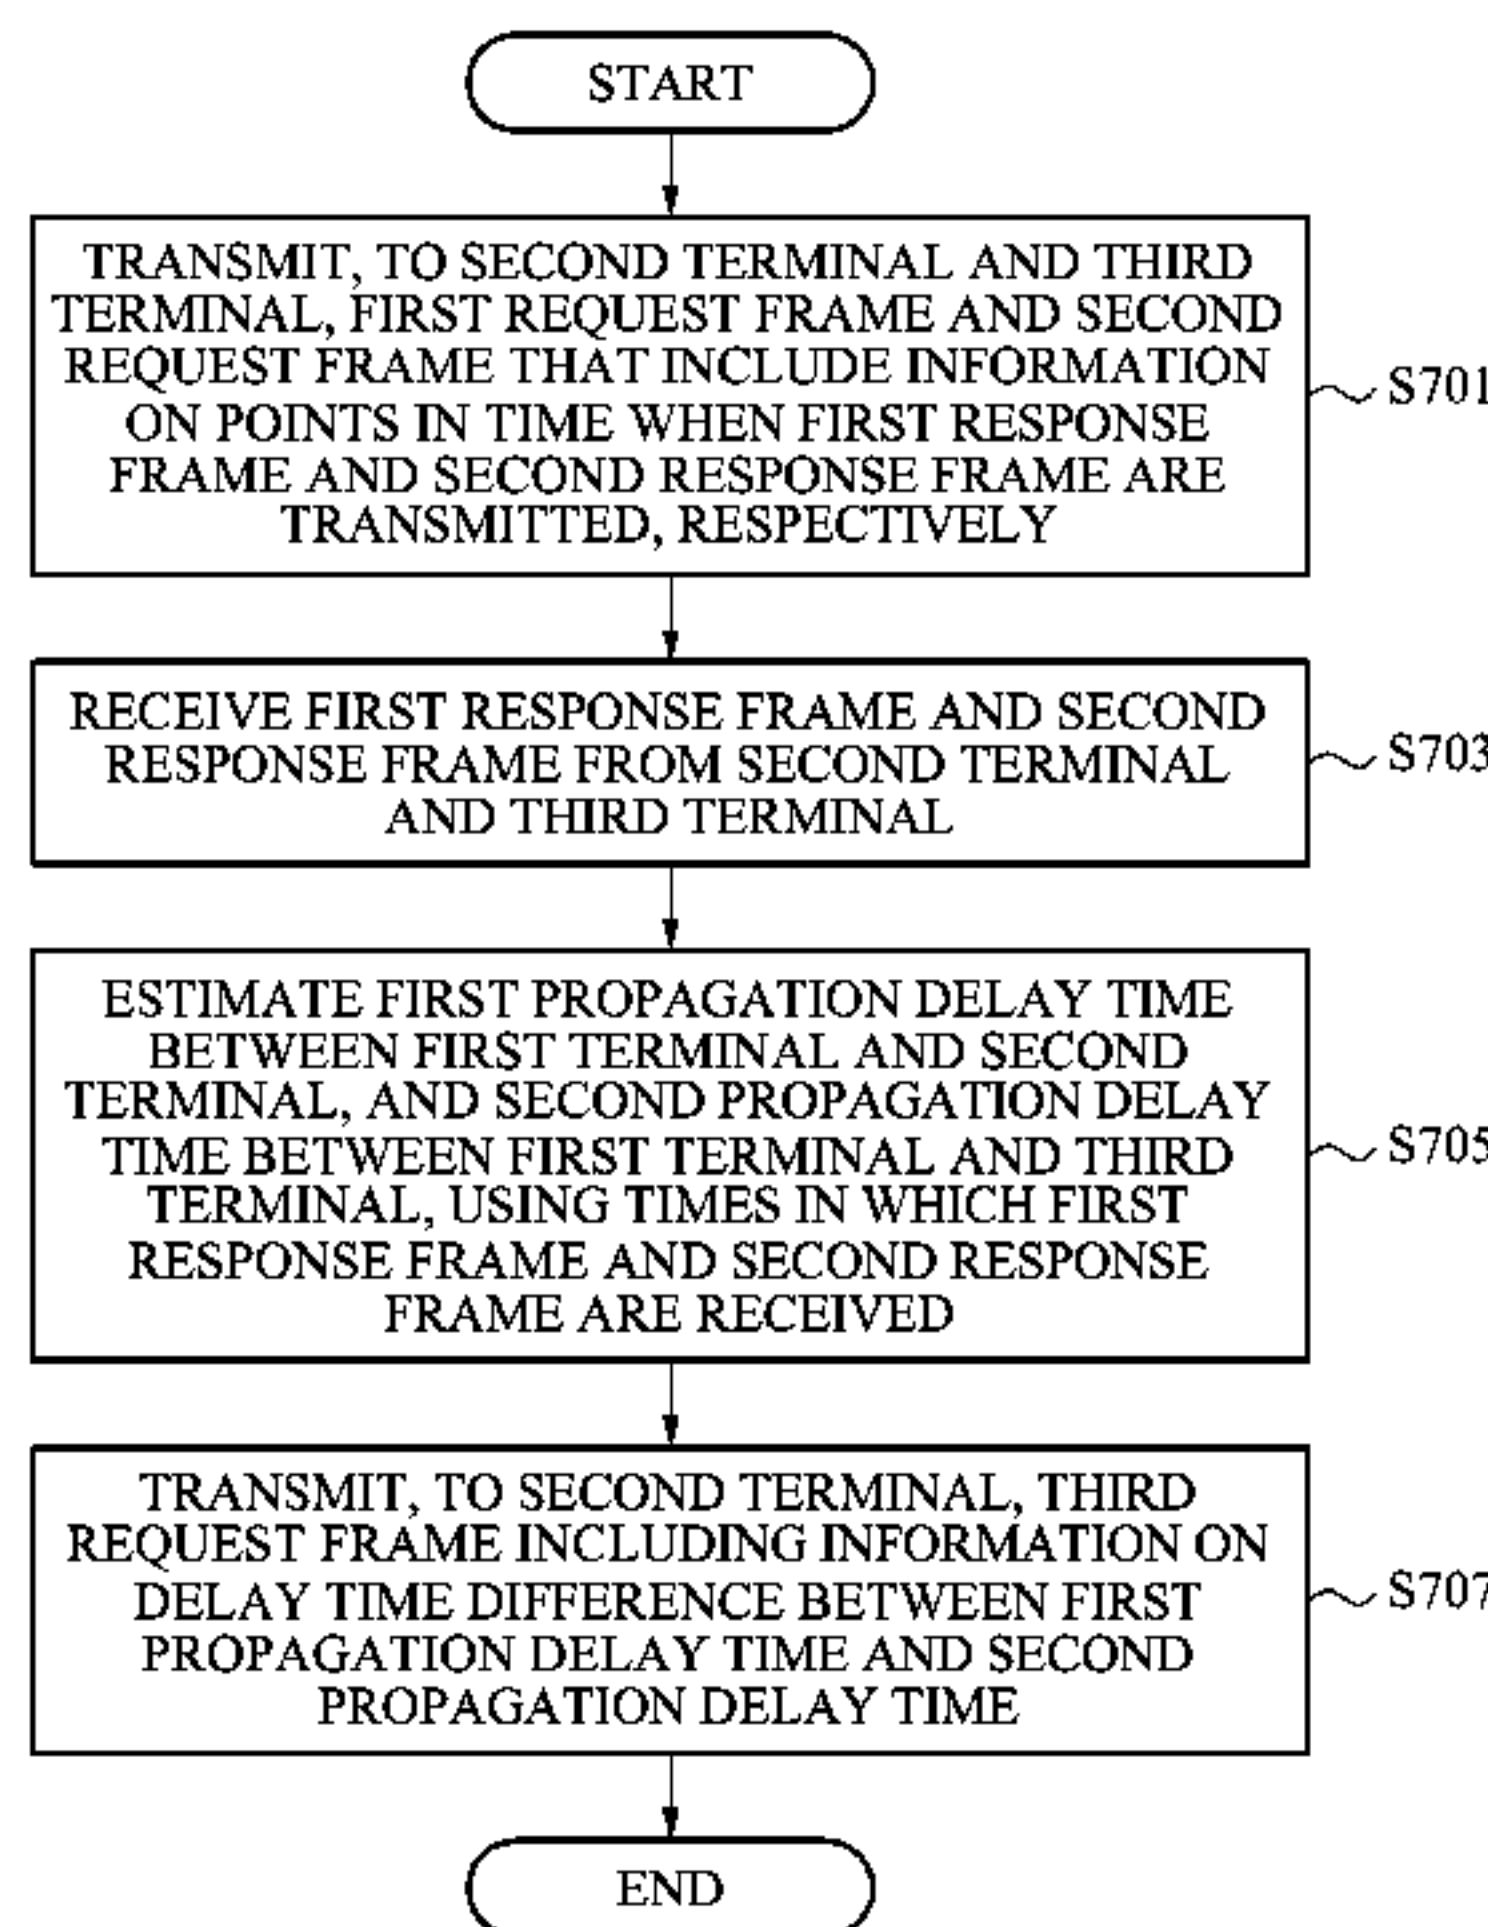 START
TRANSMIT, TO SECOND TERMINAL AND THIRD
TERMINAL, FIRST REQUEST FRAME AND SECOND
REQUEST FRAME THAT INCLUDE INFORMATION
ON POINTS IN TIME WHEN FIRST RESPONSE
FRAME AND SECOND RESPONSE FRAME ARE
TRANSMITTED, RESPECTIVELY
S701
RECEIVE FIRST RESPONSE FRAME AND SECOND
RESPONSE FRAME FROM SECOND TERMINAL
AND THIRD TERMINAL
S703
ESTIMATE FIRST PROPAGATION DELAY TIME
BETWEEN FIRST TERMINAL AND SECOND
TERMINAL, AND SECOND PROPAGATION DELAY
TIME BETWEEN FIRST TERMINAL AND THIRD
TERMINAL, USING TIMES IN WHICH FIRST
RESPONSE FRAME AND SECOND RESPONSE
FRAME ARE RECEIVED
S705
TRANSMIT, TO SECOND TERMINAL, THIRD
REQUEST FRAME INCLUDING INFORMATION ON
DELAY TIME DIFFERENCE BETWEEN FIRST
PROPAGATION DELAY TIME AND SECOND
PROPAGATION DELAY TIME
S707
END